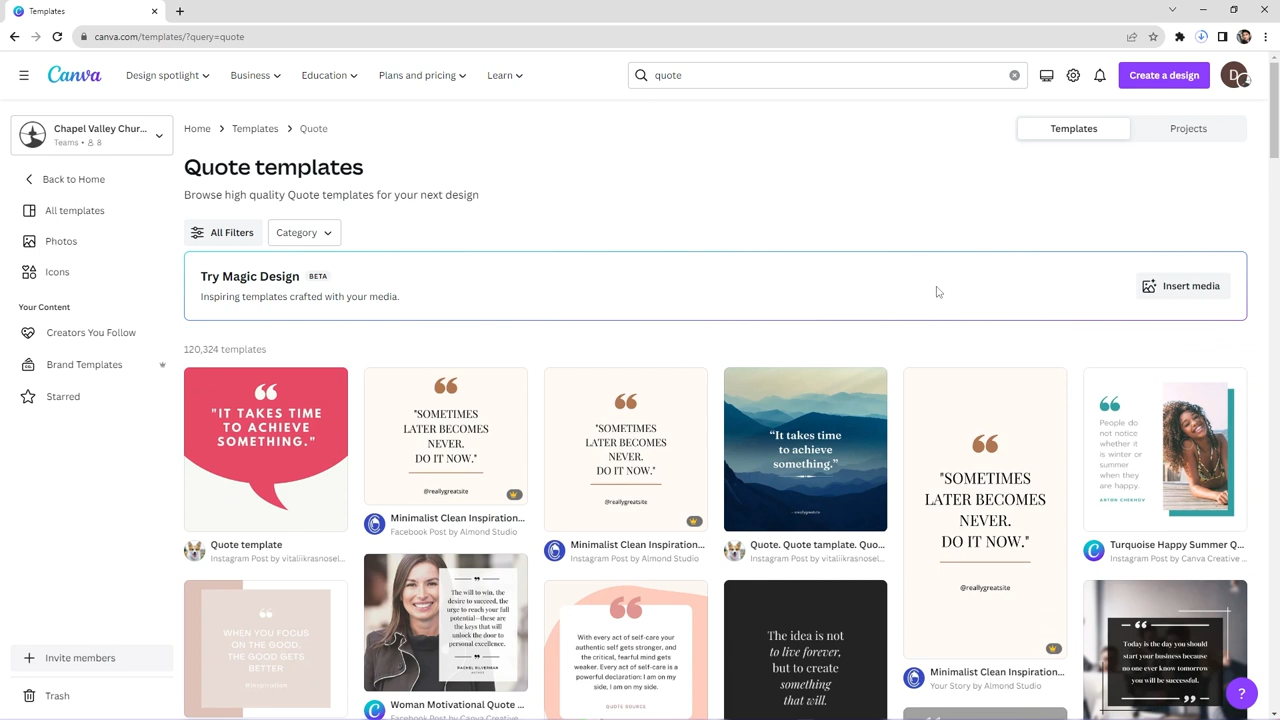 Templates
canva.com/templates/?query=quote
Canva
Design spotlight
Business
Education
Plans and pricing
Learn
quote
Create a design
D
Chapel Valley Chur...
Teams • 8
Home
Templates
Quote
Templates
Projects
Back to Home
All templates
Photos
Icons
Your Content
Creators You Follow
Brand Templates
Starred
Invite members
Trash
Quote templates
Browse high quality Quote templates for your next design
All Filters
Category
Try Magic Design BETA
Inspiring templates crafted with your media.
Insert media
120,324 templates
"IT TAKES TIME
TO ACHIEVE
SOMETHING."
Quote template
Instagram Post by vitaliikrasnosel...
"SOMETIMES
LATER BECOMES
NEVER.
DO IT NOW."
@reallygreatsite
Minimalist Clean Inspiration...
Facebook Post by Almond Studio
"SOMETIMES
LATER BECOMES
NEVER.
DO IT NOW."
@reallygreatsite
Minimalist Clean Inspiration...
Instagram Post by Almond Studio
“It takes time
to achieve
something.”
Quote. Quote tamplate. Quo...
Instagram Post by vitaliikrasnosel...
"SOMETIMES
LATER BECOMES
NEVER.
DO IT NOW."
@reallygreatsite
Minimalist Clean Inspiration...
Your Story by Almond Studio
People do
not notice
whether it
is winter or
summer
when they
are happy.
ANTON CHEKHOV
Turquoise Happy Summer Q...
Instagram Post by Canva Creative ...
WHEN YOU FOCUS
ON THE GOOD,
THE GOOD GETS
BETTER
The will to win, the
desire to succeed, the
urge to reach your full
potential—these are
the keys that will
unlock the door to
personal excellence.
RACHEL SILVERMAN
Woman Motivational Quote ...
Facebook Post by Canva Creative...
With every act of self-care your
authentic self gets stronger, and
the critical, fearful mind gets
weaker. Every act of self-care is a
powerful declaration: I am on my
side, I am on my side.
QUOTE SOURCE
The idea is not
to live forever,
but to create
something
that will.
Today is the day you should
start your business because
no one ever know tomorrow
you will be successful.
?